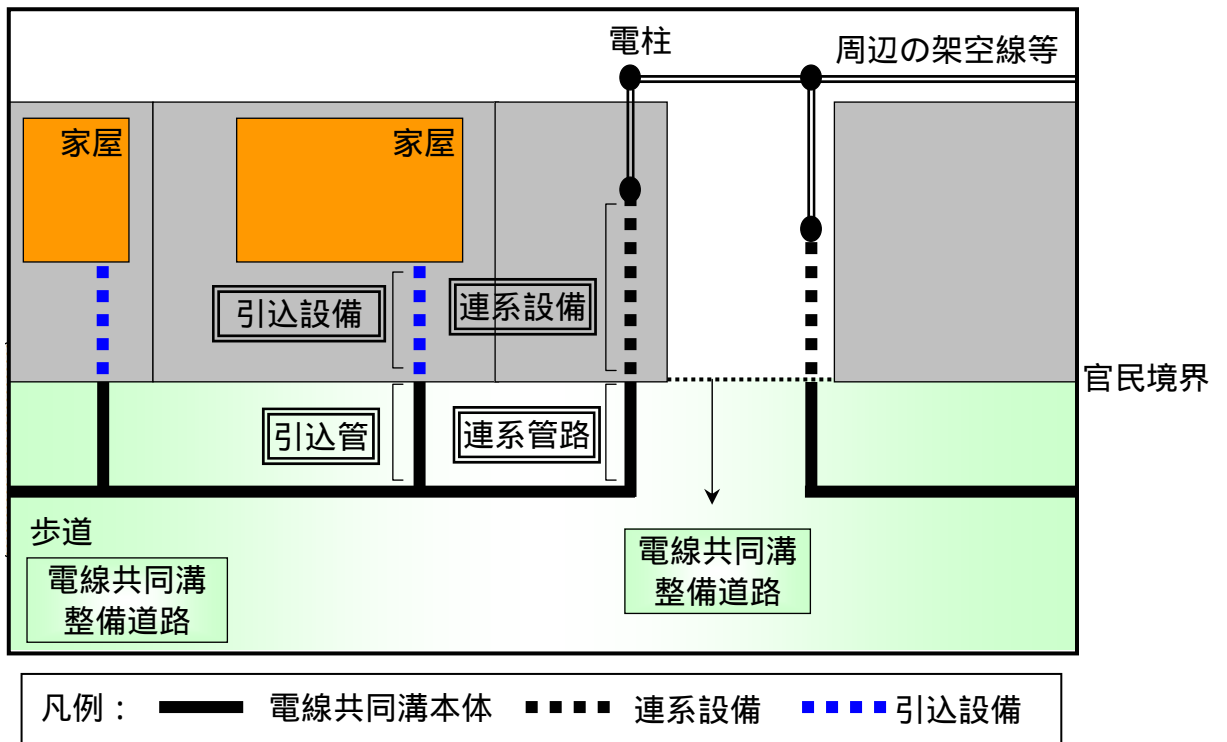 電柱
周辺の架空線等
家屋
家屋
引込設備
連系設備
官民境界
引込管
連系管路
歩道
電線共同溝
整備道路
電線共同溝
整備道路
凡例：
電線共同溝本体
連系設備
引込設備